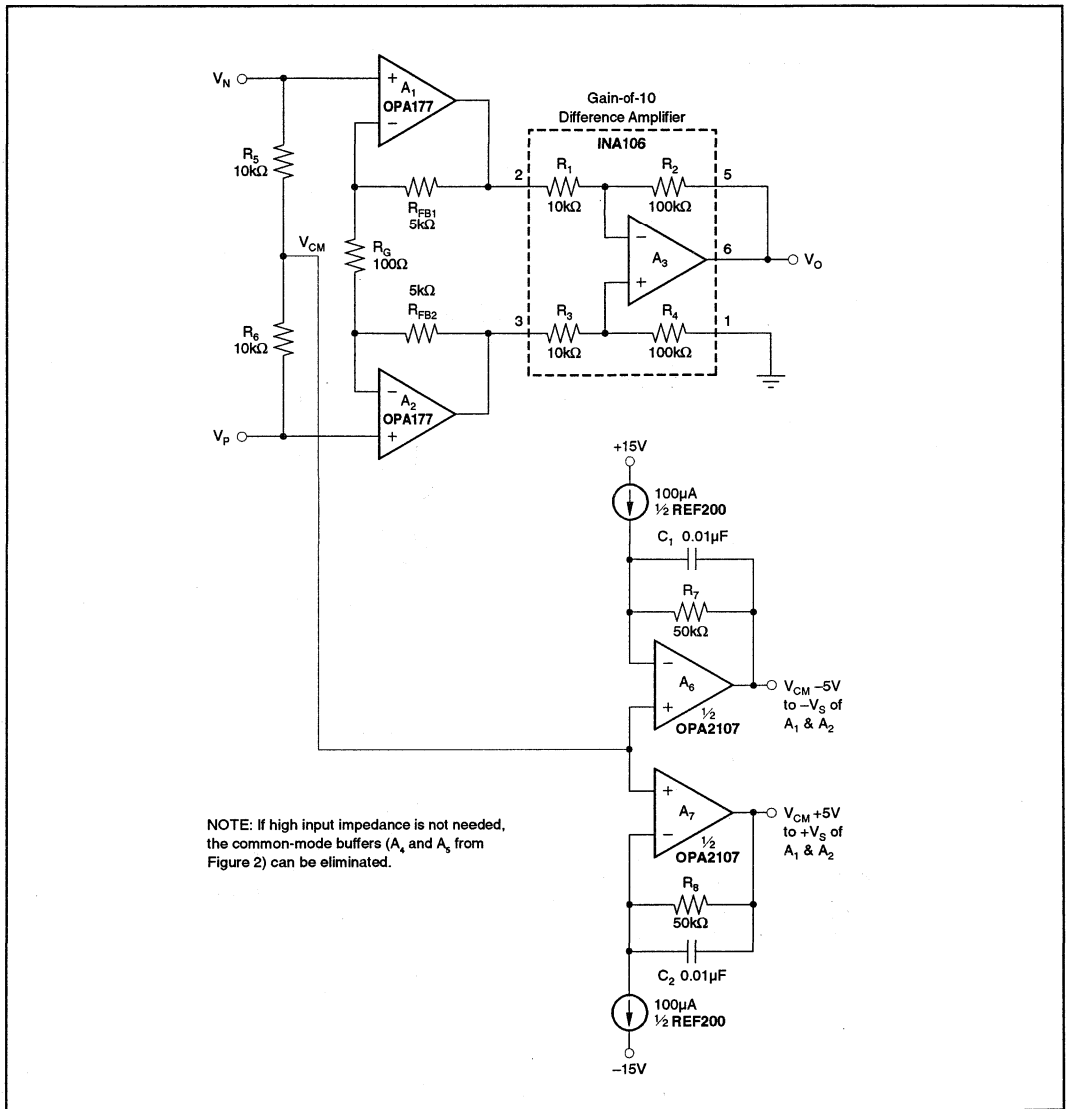 V_N
+
A_1
OPA177
−
Gain-of-10
Difference Amplifier
INA106
R_5
10kΩ
2
R_1
10kΩ
R_2
100kΩ
5
R_FB1
5kΩ
V_CM
R_G
100Ω
−
A_3
+
6
V_O
5kΩ
R_FB2
3
R_3
10kΩ
R_4
100kΩ
1
R_6
10kΩ
−
A_2
OPA177
+
V_P
+15V
100µA
½ REF200
C_1 0.01µF
R_7
50kΩ
−
A_6
+
½
OPA2107
V_CM –5V
to –V_S of
A_1 & A_2
+
A_7
−
½
OPA2107
V_CM +5V
to +V_S of
A_1 & A_2
NOTE: If high input impedance is not needed,
the common-mode buffers (A_4 and A_5 from
Figure 2) can be eliminated.
R_8
50kΩ
C_2 0.01µF
100µA
½ REF200
–15V